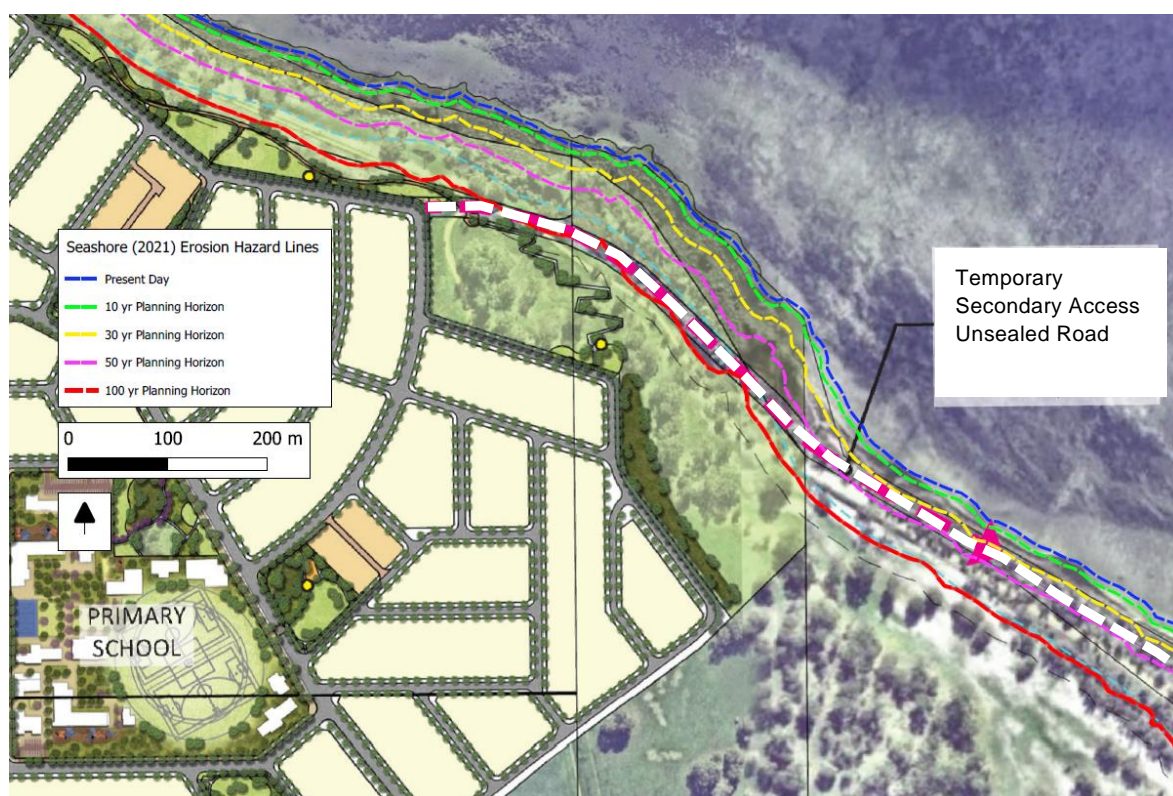 Seashore (2021) Erosion Hazard Lines
Present Day
10 yr Planning Horizon
30 yr Planning Horizon
50 yr Planning Horizon
100 yr Planning Horizon
0 100 200 m
Temporary
Secondary Access
Unsealed Road
PRIMARY
SCHOOL